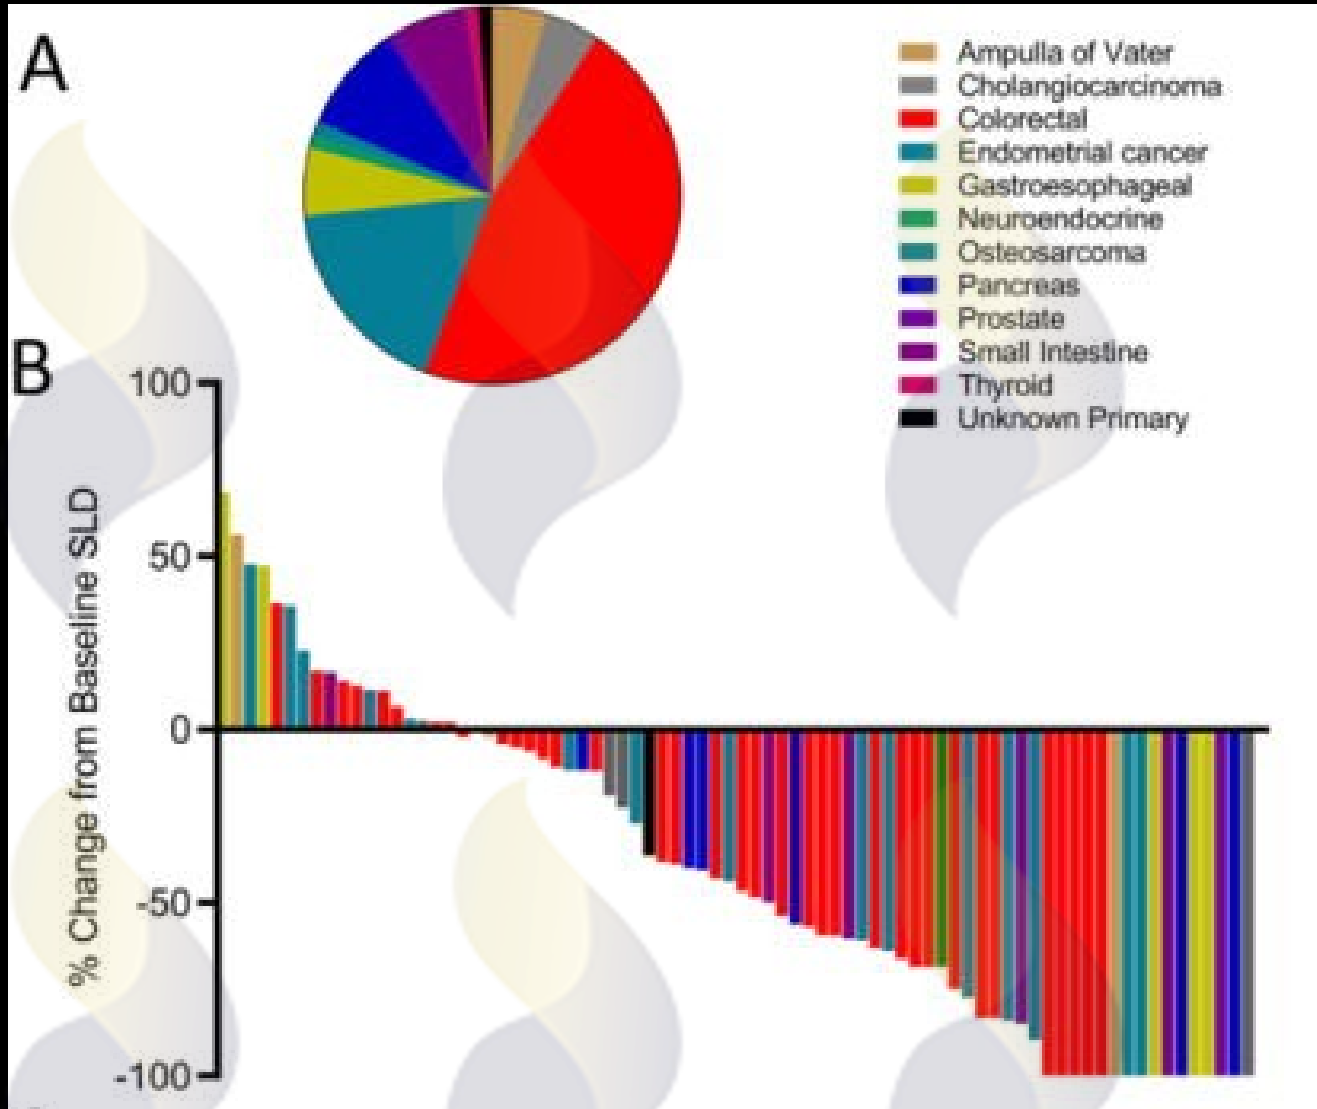 A
Ampulla of Vater
Cholangiocarcinoma
Colorectal
Endometrial cancer
Gastroesophageal
Neuroendocrine
Osteosarcoma
Pancreas
Prostate
Small Intestine
Thyroid
Unknown Primary
B
% Change from Baseline SLD
100
50
0
-50
-100